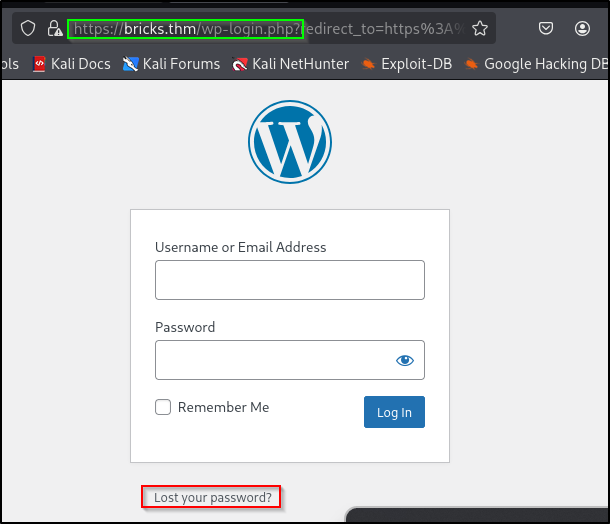 https://bricks.thm/wp-login.php?redirect_to=https%3A%
ols Kali Docs Kali Forums Kali NetHunter Exploit-DB Google Hacking DB
Username or Email Address
Password
Remember Me
Log In
Lost your password?